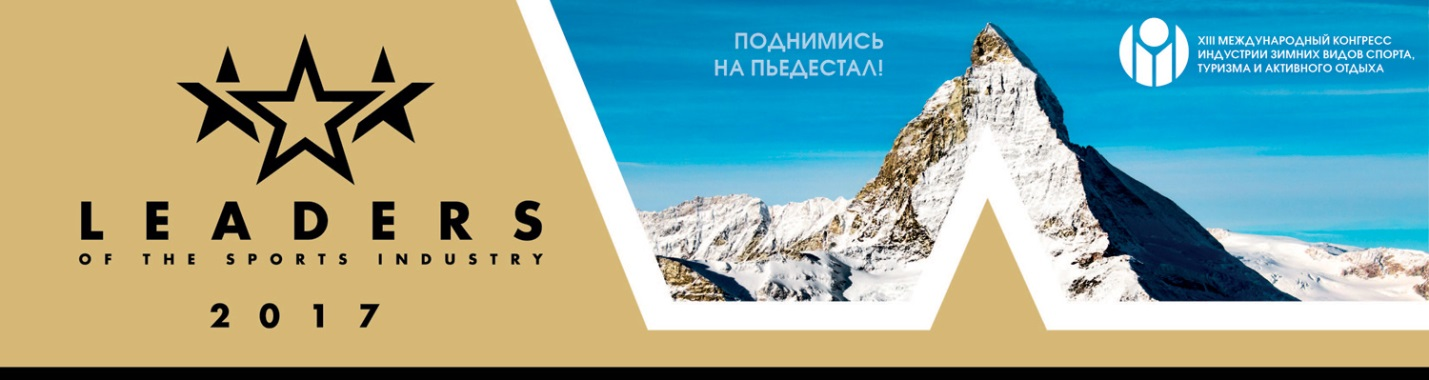 LEADERS
OF THE SPORTS INDUSTRY
2017
ПОДНИМИСЬ
НА ПЬЕДЕСТАЛ!
XIII МЕЖДУНАРОДНЫЙ КОНГРЕСС
ИНДУСТРИИ ЗИМНИХ ВИДОВ СПОРТА,
ТУРИЗМА И АКТИВНОГО ОТДЫХА